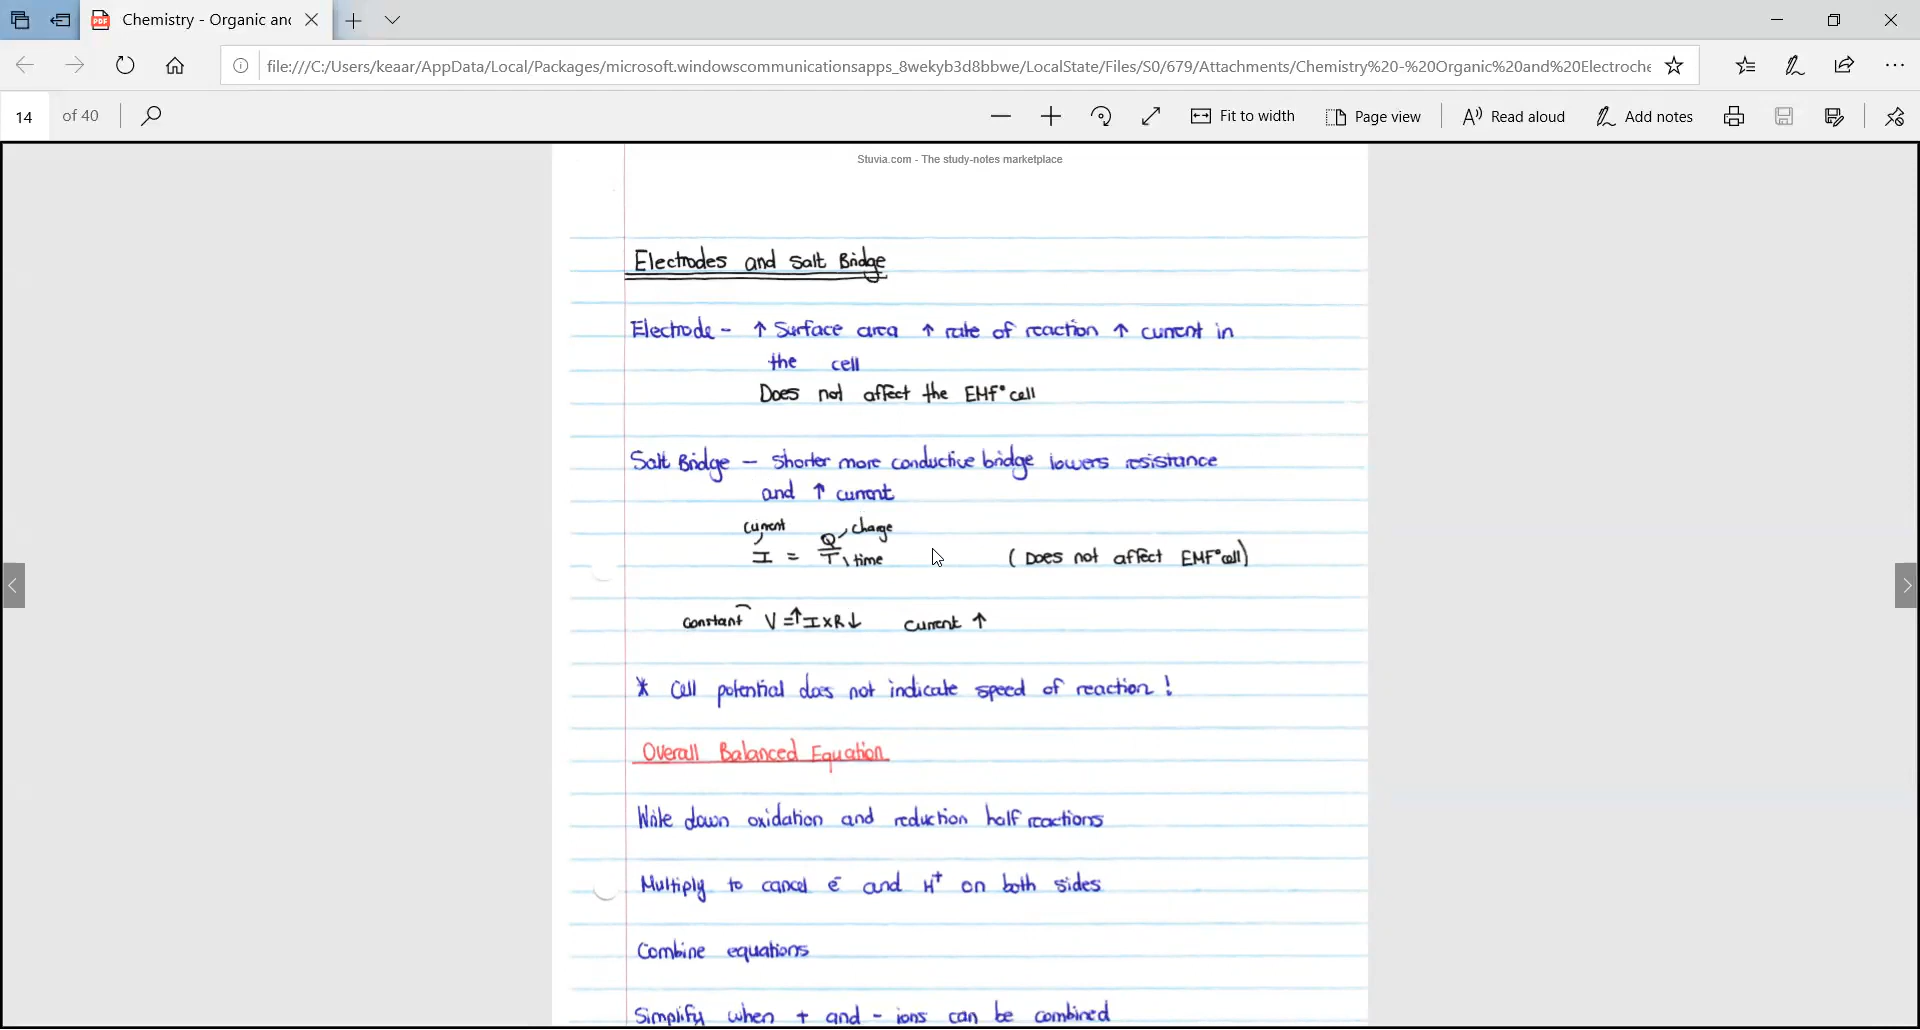 Chemistry - Organic and
file:///C:/Users/keaar/AppData/Local/Packages/microsoft.windowscommunicationsapps_8wekyb3d8bbwe/LocalState/Files/S0/679/Attachments/Chemistry%20-%20Organic%20and%20Electroche
14 of 40 Fit to width Page view Read aloud Add notes
Stuvia.com - The study-notes marketplace
Electrodes and Salt Bridge
Electrode - ↑ Surface area ↑ rate of reaction ↑ current in
the cell
Does not affect the EMF° cell
Salt Bridge - Shorter more conductive bridge lowers resistance
and ↑ current
current charge
I = Q/T time (Does not affect EMF° cell)
constant V = ↑I×R↓ Current ↑
* Cell potential does not indicate speed of reaction!
Overall Balanced Equation
Write down oxidation and reduction half reactions
Multiply to cancel e⁻ and H⁺ on both sides
Combine equations
Simplify when + and - ions can be combined